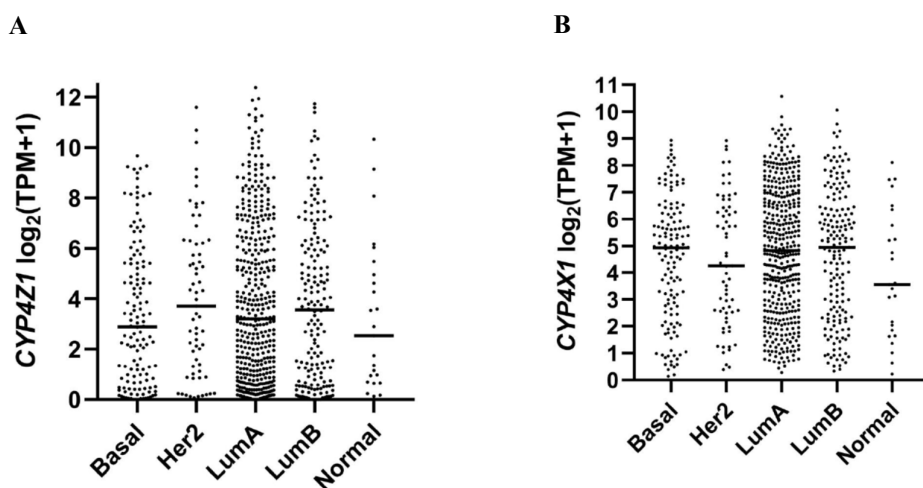 A
B
CYP4Z1 log₂(TPM+1)
12
10
8
6
4
2
0
Basal
Her2
LumA
LumB
Normal
CYP4X1 log₂(TPM+1)
11
10
9
8
7
6
5
4
3
2
1
0
Basal
Her2
LumA
LumB
Normal